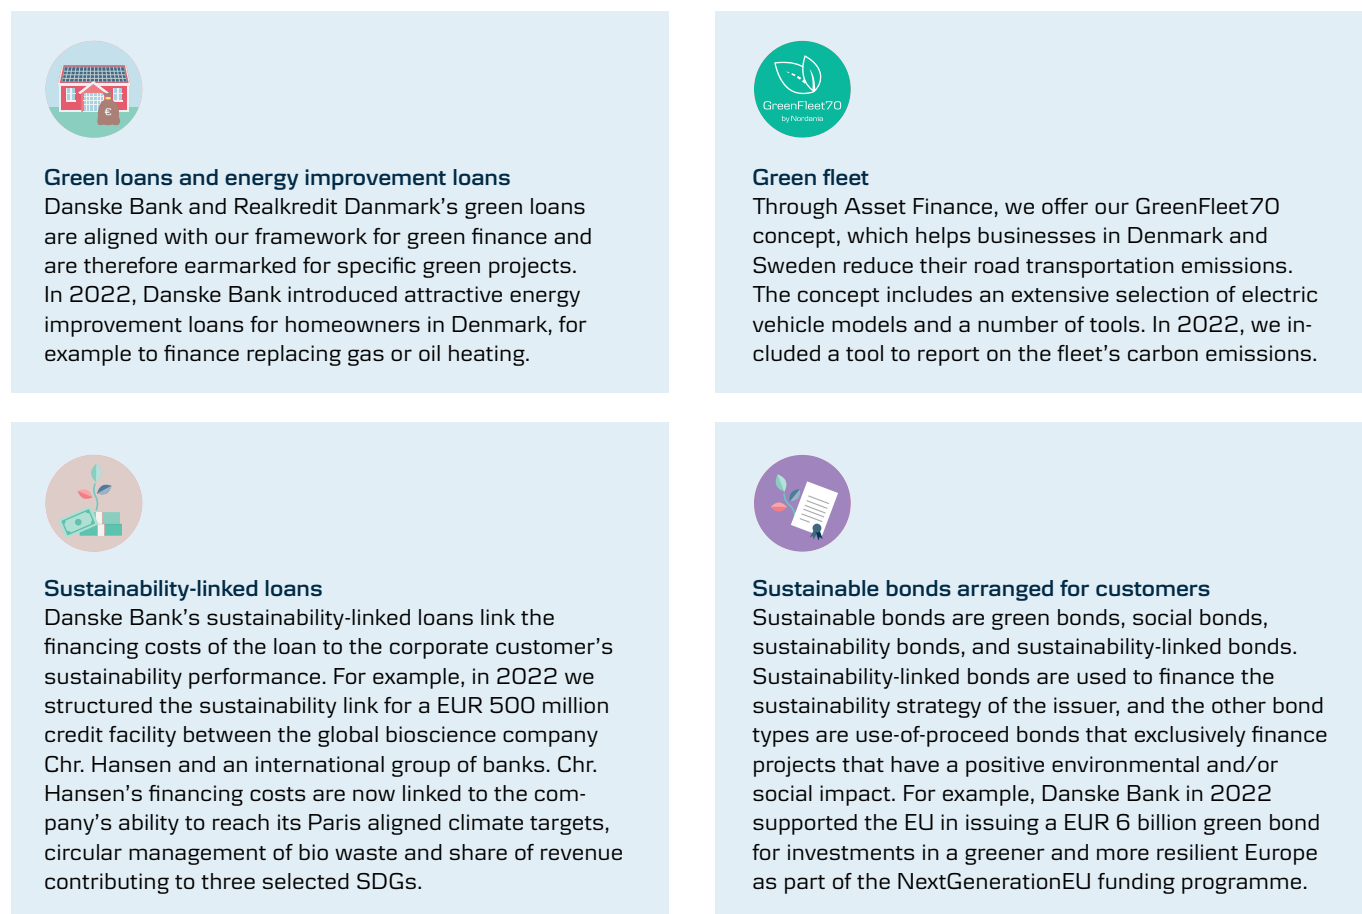 Green loans and energy improvement loans
Danske Bank and Realkredit Danmark's green loans
are aligned with our framework for green finance and
are therefore earmarked for specific green projects.
In 2022, Danske Bank introduced attractive energy
improvement loans for homeowners in Denmark, for
example to finance replacing gas or oil heating.
GreenFleet70
by Nordania
Green fleet
Through Asset Finance, we offer our GreenFleet70
concept, which helps businesses in Denmark and
Sweden reduce their road transportation emissions.
The concept includes an extensive selection of electric
vehicle models and a number of tools. In 2022, we in-
cluded a tool to report on the fleet's carbon emissions.
Sustainability-linked loans
Danske Bank's sustainability-linked loans link the
financing costs of the loan to the corporate customer's
sustainability performance. For example, in 2022 we
structured the sustainability link for a EUR 500 million
credit facility between the global bioscience company
Chr. Hansen and an international group of banks. Chr.
Hansen's financing costs are now linked to the com-
pany's ability to reach its Paris aligned climate targets,
circular management of bio waste and share of revenue
contributing to three selected SDGs.
Sustainable bonds arranged for customers
Sustainable bonds are green bonds, social bonds,
sustainability bonds, and sustainability-linked bonds.
Sustainability-linked bonds are used to finance the
sustainability strategy of the issuer, and the other bond
types are use-of-proceed bonds that exclusively finance
projects that have a positive environmental and/or
social impact. For example, Danske Bank in 2022
supported the EU in issuing a EUR 6 billion green bond
for investments in a greener and more resilient Europe
as part of the NextGenerationEU funding programme.